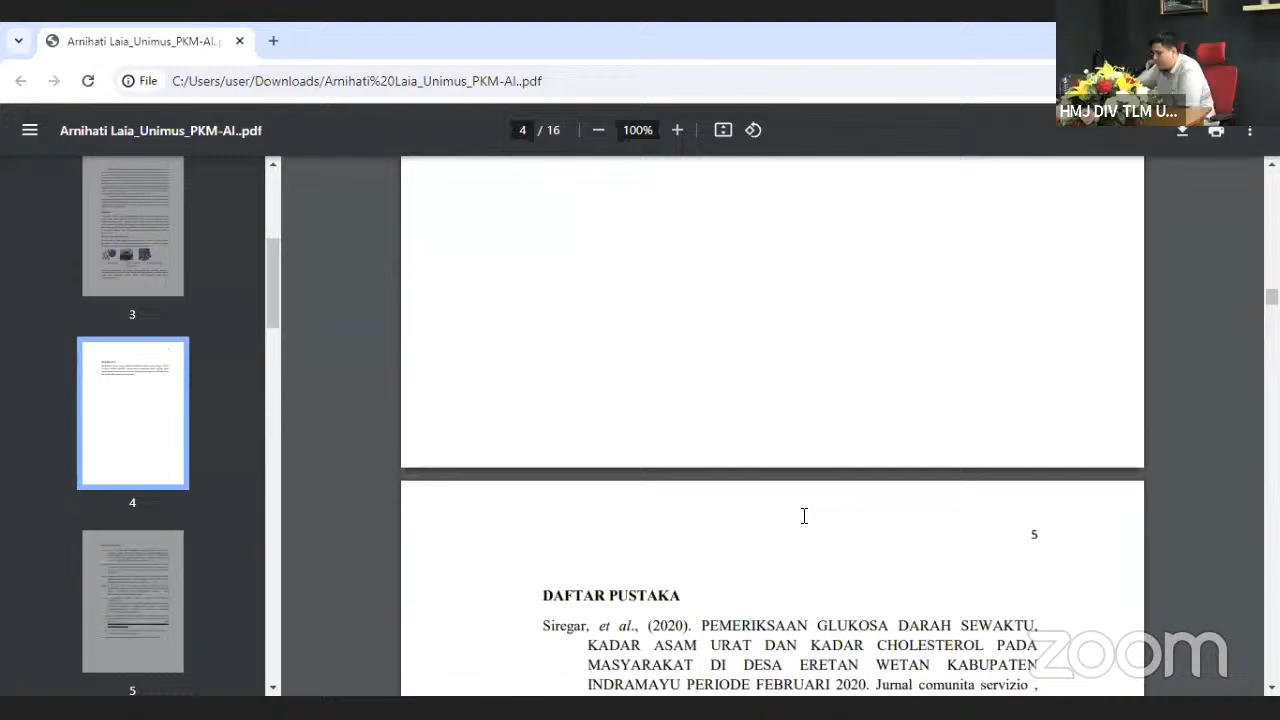 Arnihati Laia_Unimus_PKM-AI..
File
C:/Users/user/Downloads/Arnihati%20Laia_Unimus_PKM-AI..pdf
HMJ DIV TLM U...
Arnihati Laia_Unimus_PKM-AI..pdf
4 / 16
100%
3
4
5
5
DAFTAR PUSTAKA
Siregar, et al., (2020). PEMERIKSAAN GLUKOSA DARAH SEWAKTU,
KADAR ASAM URAT DAN KADAR CHOLESTEROL PADA
MASYARAKAT DI DESA ERETAN WETAN KABUPATEN
INDRAMAYU PERIODE FEBRUARI 2020. Jurnal comunita servizio ,
zoom